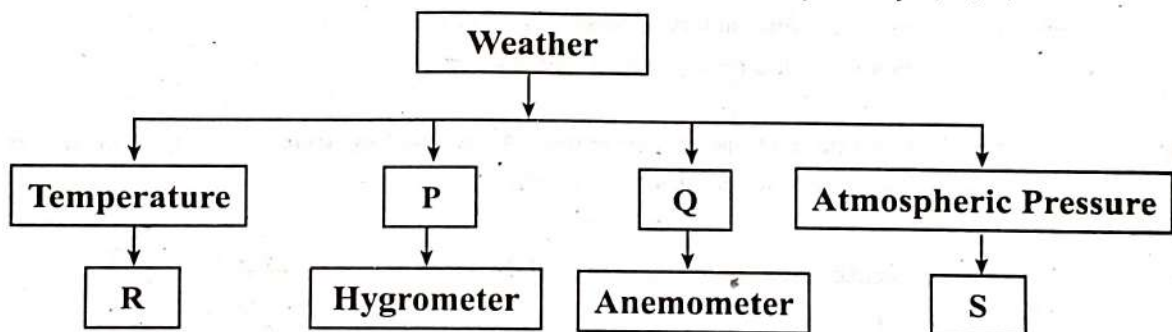 Weather
Temperature
P
Q
Atmospheric Pressure
R
Hygrometer
Anemometer
S